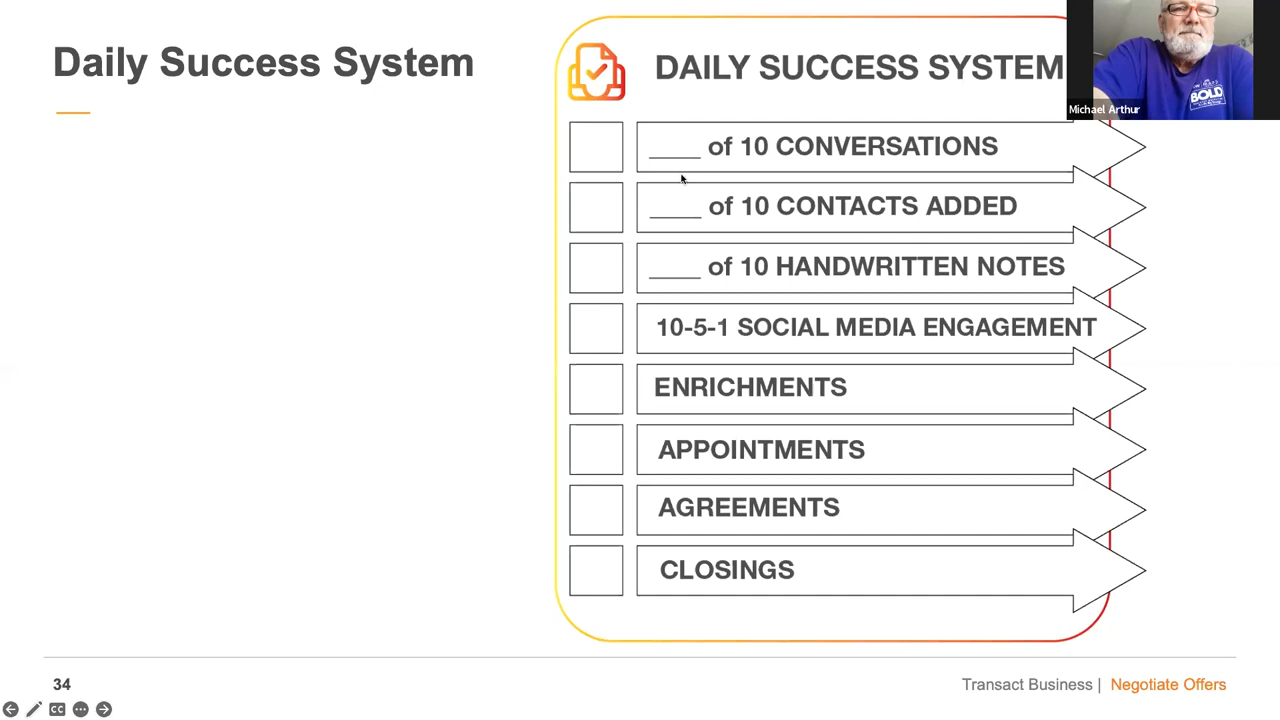 Daily Success System
DAILY SUCCESS SYSTEM
Michael Arthur
BOLD
____ of 10 CONVERSATIONS
____ of 10 CONTACTS ADDED
____ of 10 HANDWRITTEN NOTES
10-5-1 SOCIAL MEDIA ENGAGEMENT
ENRICHMENTS
APPOINTMENTS
AGREEMENTS
CLOSINGS
34
Transact Business | Negotiate Offers
CC